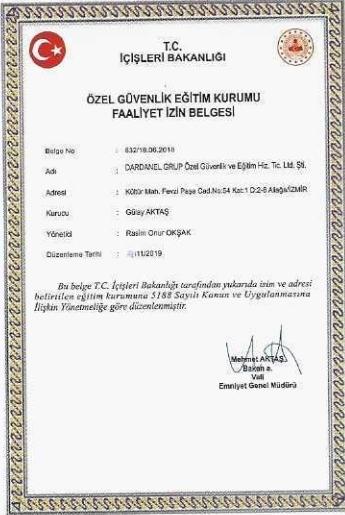 T.C.
İÇİŞLERİ BAKANLIĞI
ÖZEL GÜVENLİK EĞİTİM KURUMU
FAALİYET İZİN BELGESİ
Belge No : 832/18.06.2018
Adı : DARDANEL GRUP Özel Güvenlik ve Eğitim Hiz. Tic. Ltd. Şti.
Adresi : Kültür Mah. Fevzi Paşa Cad.No:54 Kat:1 D:2-8 Aliağa/İZMİR
Kurucu : Gülay AKTAŞ
Yönetici : Rasim Onur OKŞAK
Düzenleme Tarihi : /11/2019
Bu belge T.C. İçişleri Bakanlığı tarafından yukarıda isim ve adresi
belirtilen eğitim kurumuna 5188 Sayılı Kanun ve Uygulanmasına
İlişkin Yönetmeliğe göre düzenlenmiştir.
Mehmet AKTAŞ
Bakan a.
Vali
Emniyet Genel Müdürü